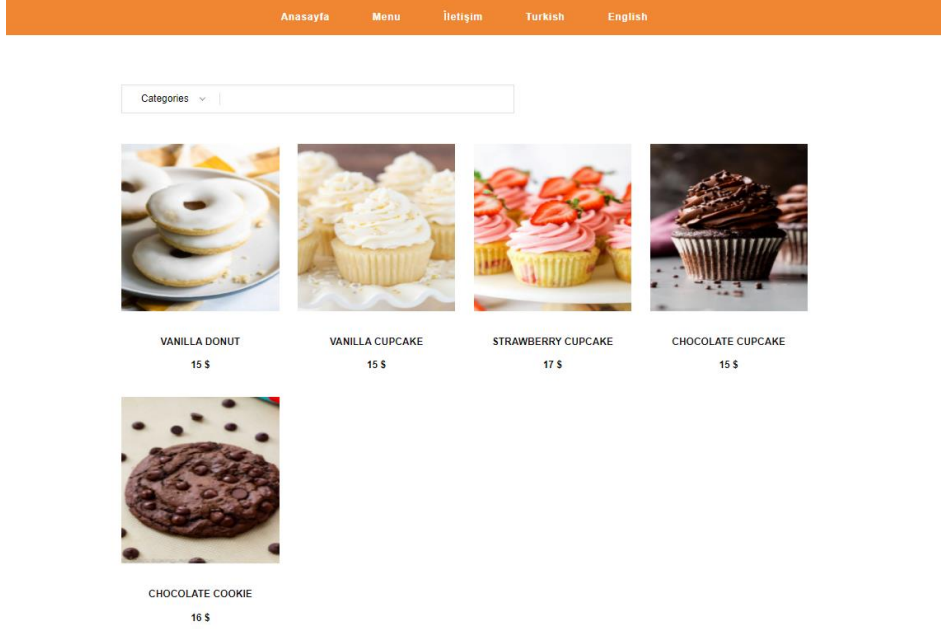 Anasayfa Menu İletişim Turkish English
Categories
VANILLA DONUT VANILLA CUPCAKE STRAWBERRY CUPCAKE CHOCOLATE CUPCAKE
15 $ 15 $ 17 $ 15 $
CHOCOLATE COOKIE
16 $